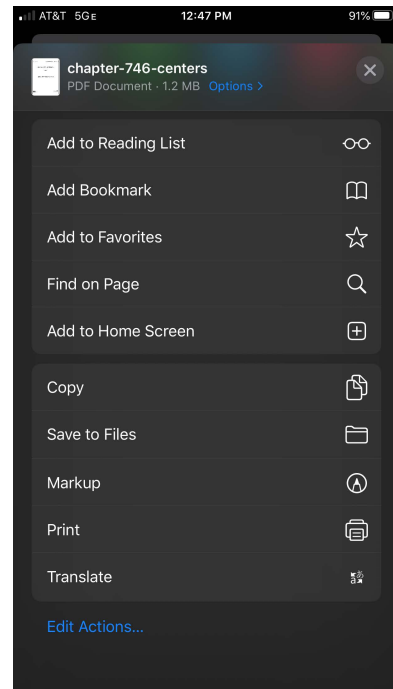 AT&T 5GE 12:47 PM 91%
chapter-746-centers
PDF Document · 1.2 MB Options >
Add to Reading List
Add Bookmark
Add to Favorites
Find on Page
Add to Home Screen
Copy
Save to Files
Markup
Print
Translate
Edit Actions...